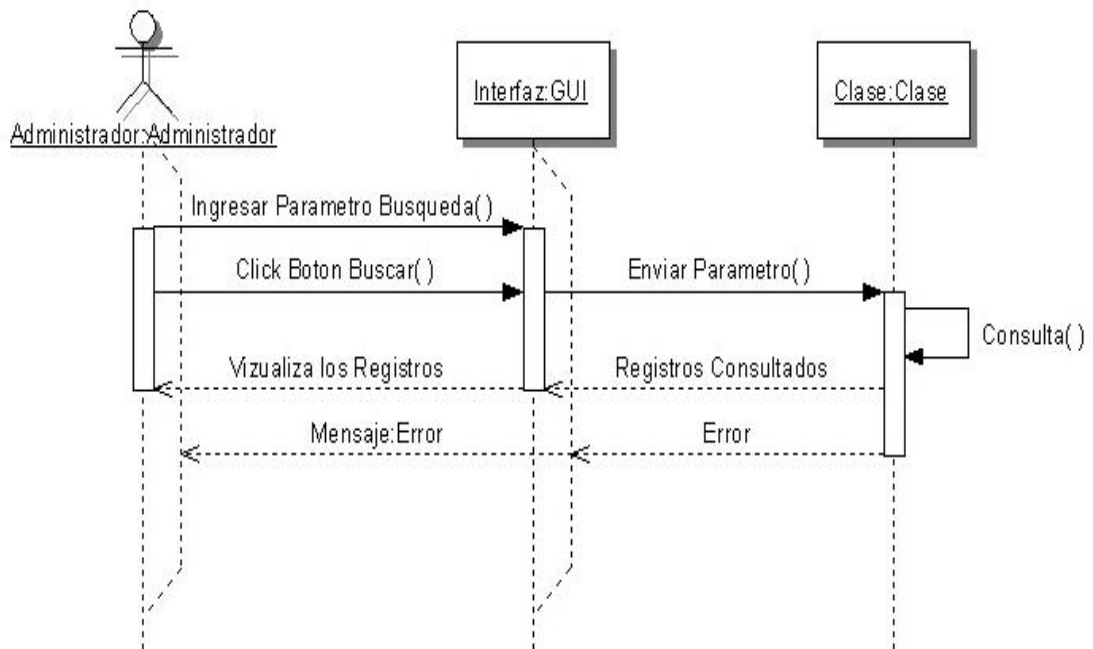 Interfaz:GUI
Clase:Clase
Administrador:Administrador
Ingresar Parametro Busqueda( )
Click Boton Buscar( )
Enviar Parametro( )
Consulta( )
Vizualiza los Registros
Registros Consultados
Mensaje:Error
Error